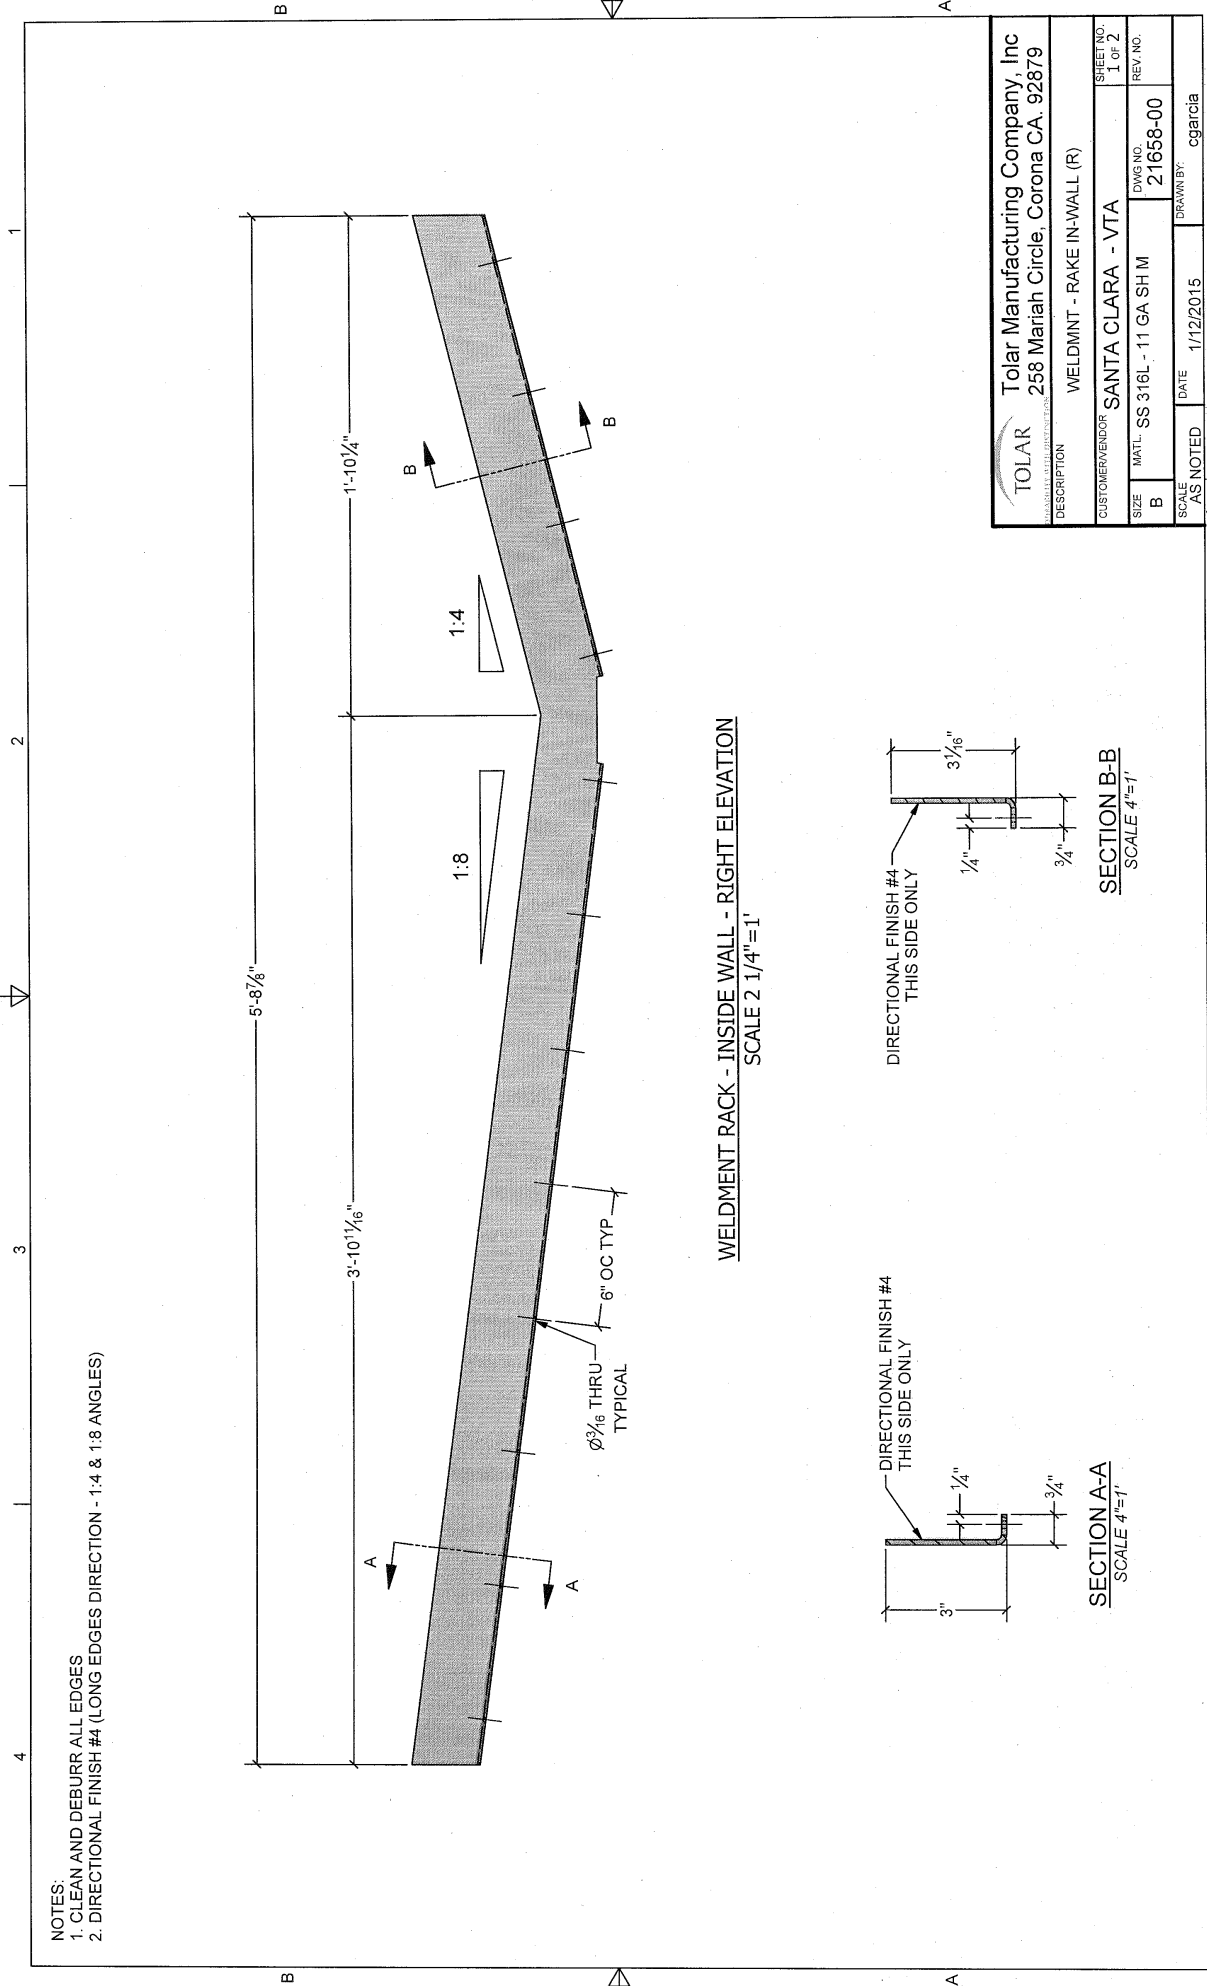 NOTES:
1. CLEAN AND DEBURR ALL EDGES
2. DIRECTIONAL FINISH #4 (LONG EDGES DIRECTION - 1:4 & 1:8 ANGLES)
4
3
2
1
B
B
A
A
5'-8⅞"
3'-10¹¹⁄₁₆"
1'-10¼"
1:8
1:4
A
A
B
B
Ø³⁄₁₆ THRU
TYPICAL
6" OC TYP
WELDMENT RACK - INSIDE WALL - RIGHT ELEVATION
SCALE 2 1/4"=1'
DIRECTIONAL FINISH #4
THIS SIDE ONLY
3"
¼"
¾"
SECTION A-A
SCALE 4"=1'
DIRECTIONAL FINISH #4
THIS SIDE ONLY
3¹⁄₁₆"
¼"
¾"
SECTION B-B
SCALE 4"=1'
TOLAR
Tolar Manufacturing Company, Inc
258 Mariah Circle, Corona CA. 92879
DESCRIPTION
WELDMNT - RAKE IN-WALL (R)
CUSTOMER/VENDOR
SANTA CLARA - VTA
SHEET NO.
1 OF 2
SIZE
B
MATL.
SS 316L - 11 GA SH M
DWG NO.
21658-00
REV. NO.
SCALE
AS NOTED
DATE
1/12/2015
DRAWN BY:
cgarcia